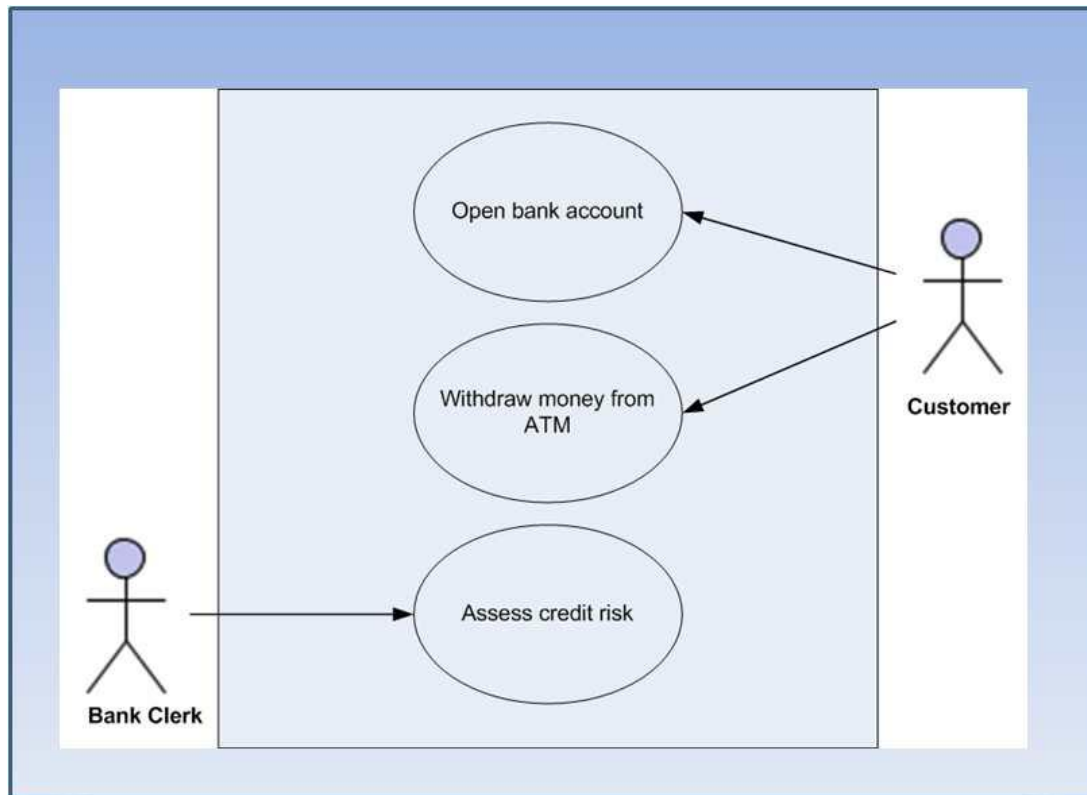 Open bank account
Withdraw money from
ATM
Customer
Assess credit risk
Bank Clerk